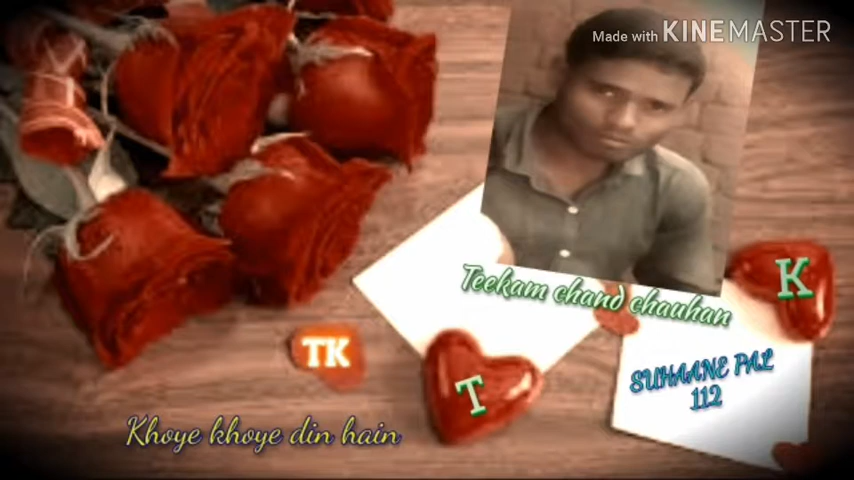 Made with KINEMASTER
Teekam chand chauhan
K
TK
T
SUHAANE PAL
112
Khoye khoye din hain